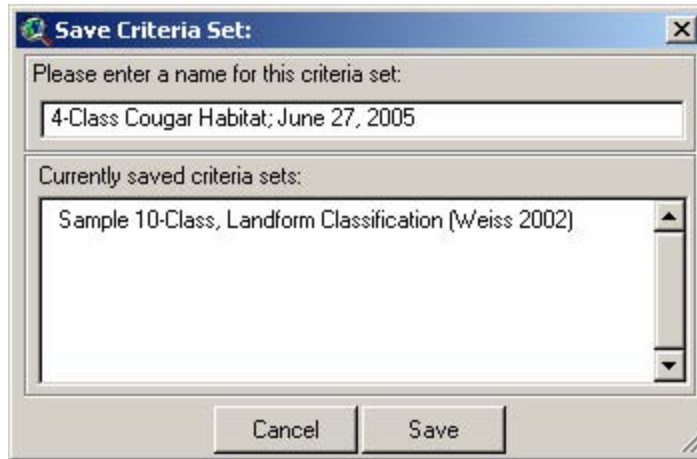 Save Criteria Set:
Please enter a name for this criteria set:
4-Class Cougar Habitat; June 27, 2005
Currently saved criteria sets:
Sample 10-Class, Landform Classification (Weiss 2002)
Cancel
Save